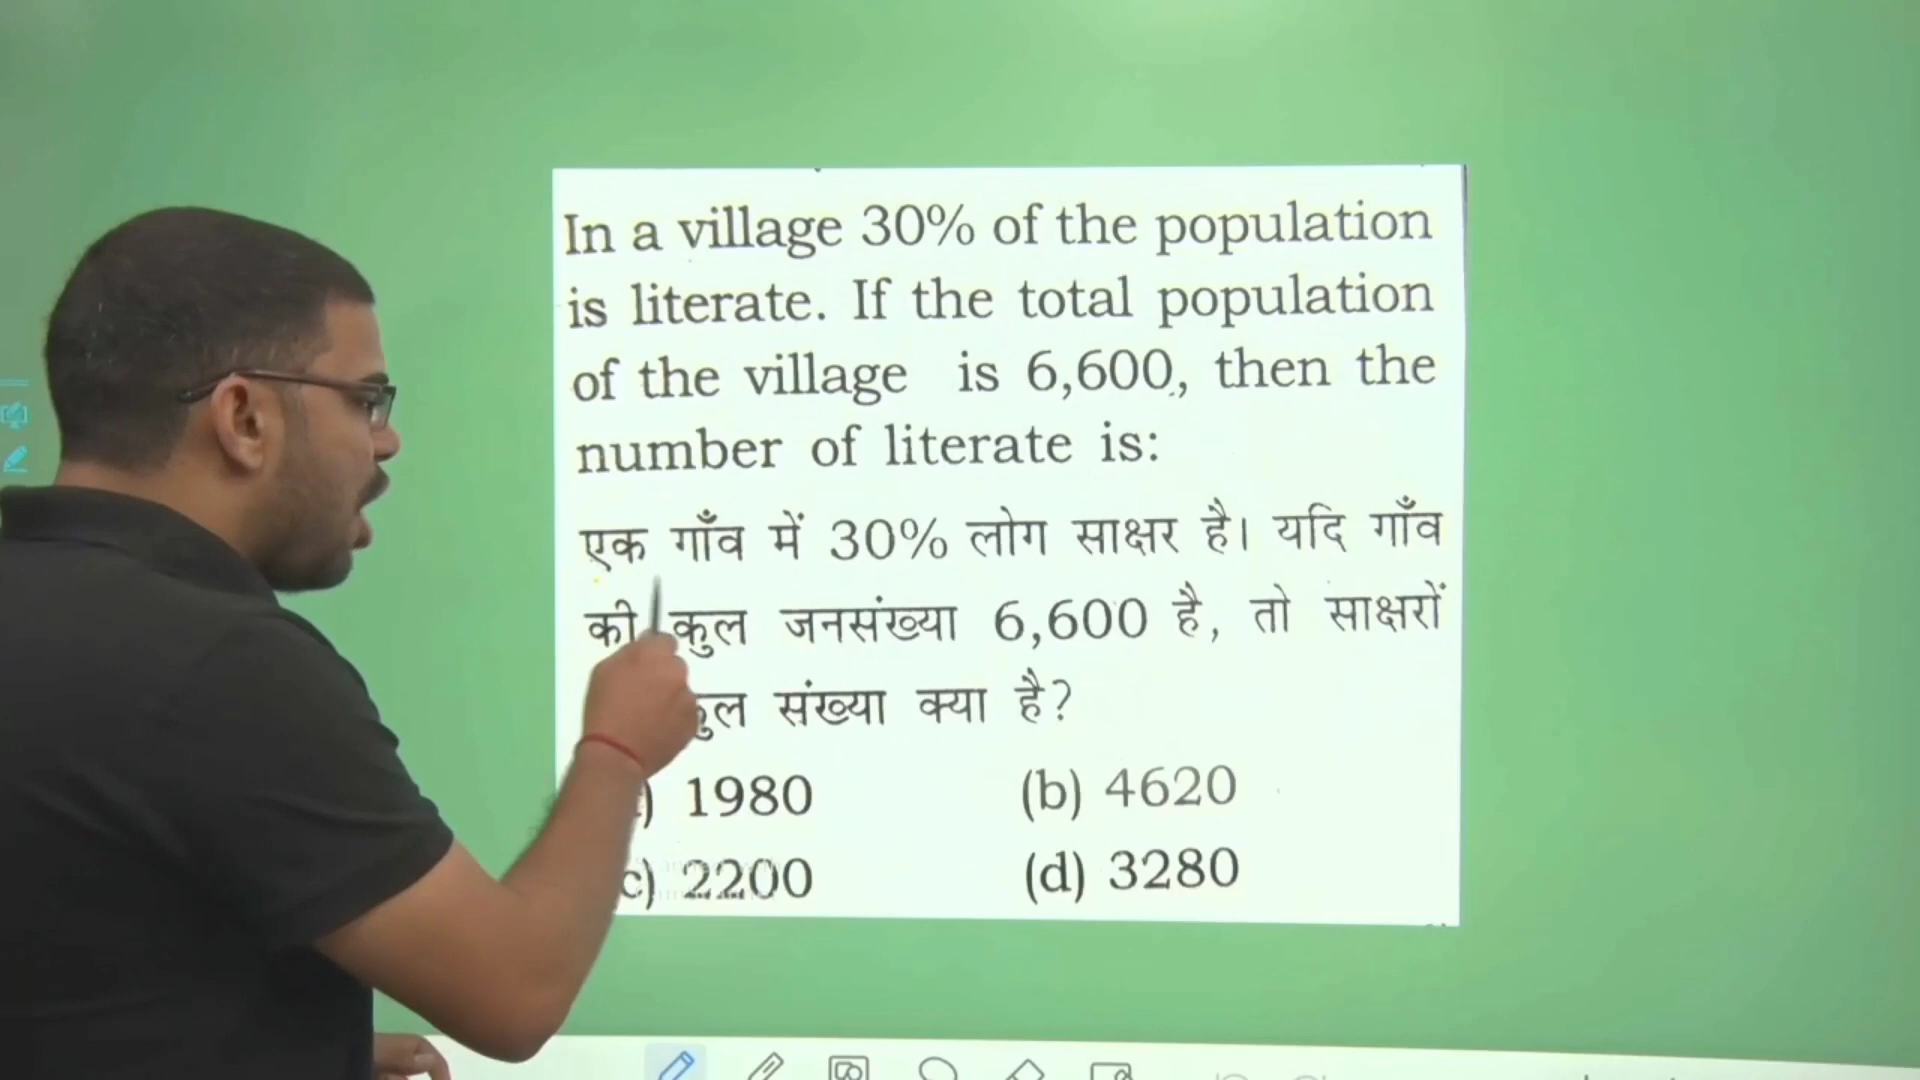 In a village 30% of the population
is literate. If the total population
of the village is 6,600, then the
number of literate is:
एक गाँव में 30% लोग साक्षर है। यदि गाँव
की कुल जनसंख्या 6,600 है, तो साक्षरों
संख्या क्या है?
1980 (b) 4620
c) 2200 (d) 3280